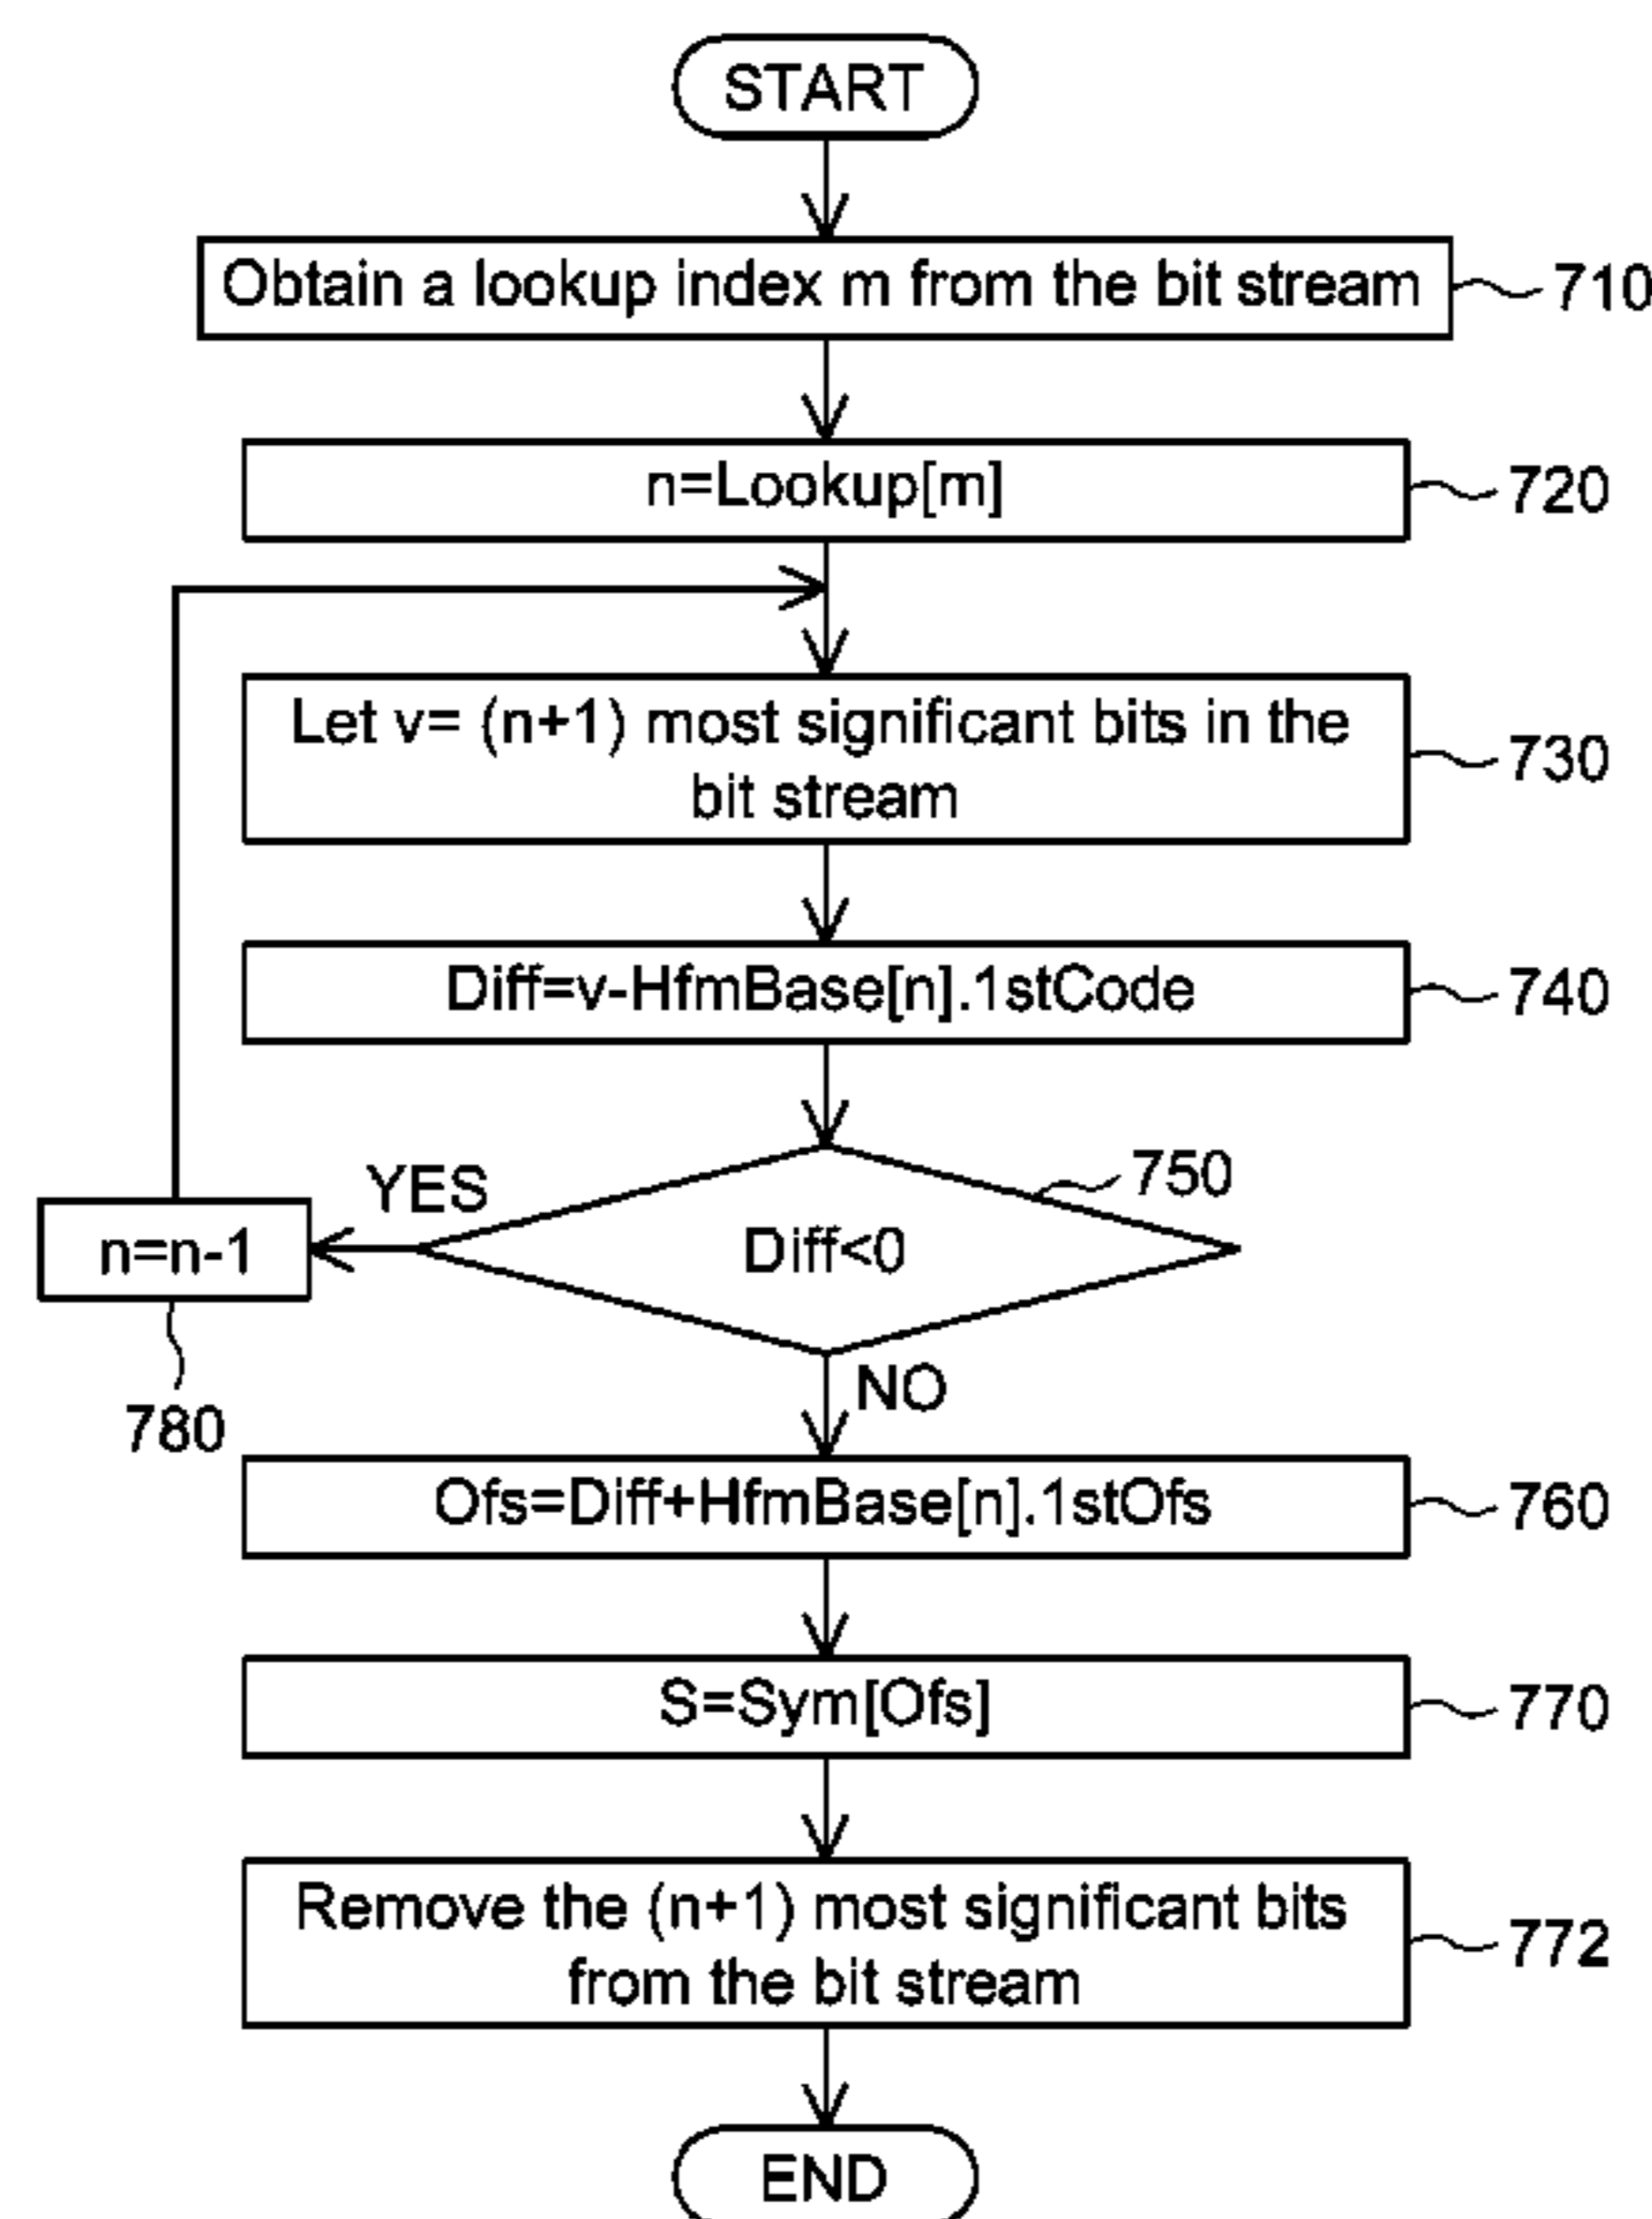 START
Obtain a lookup index m from the bit stream
710
n=Lookup[m]
720
Let v= (n+1) most significant bits in the
bit stream
730
Diff=v-HfmBase[n].1stCode
740
YES
750
n=n-1
Diff<0
780
NO
Ofs=Diff+HfmBase[n].1stOfs
760
S=Sym[Ofs]
770
Remove the (n+1) most significant bits
from the bit stream
772
END